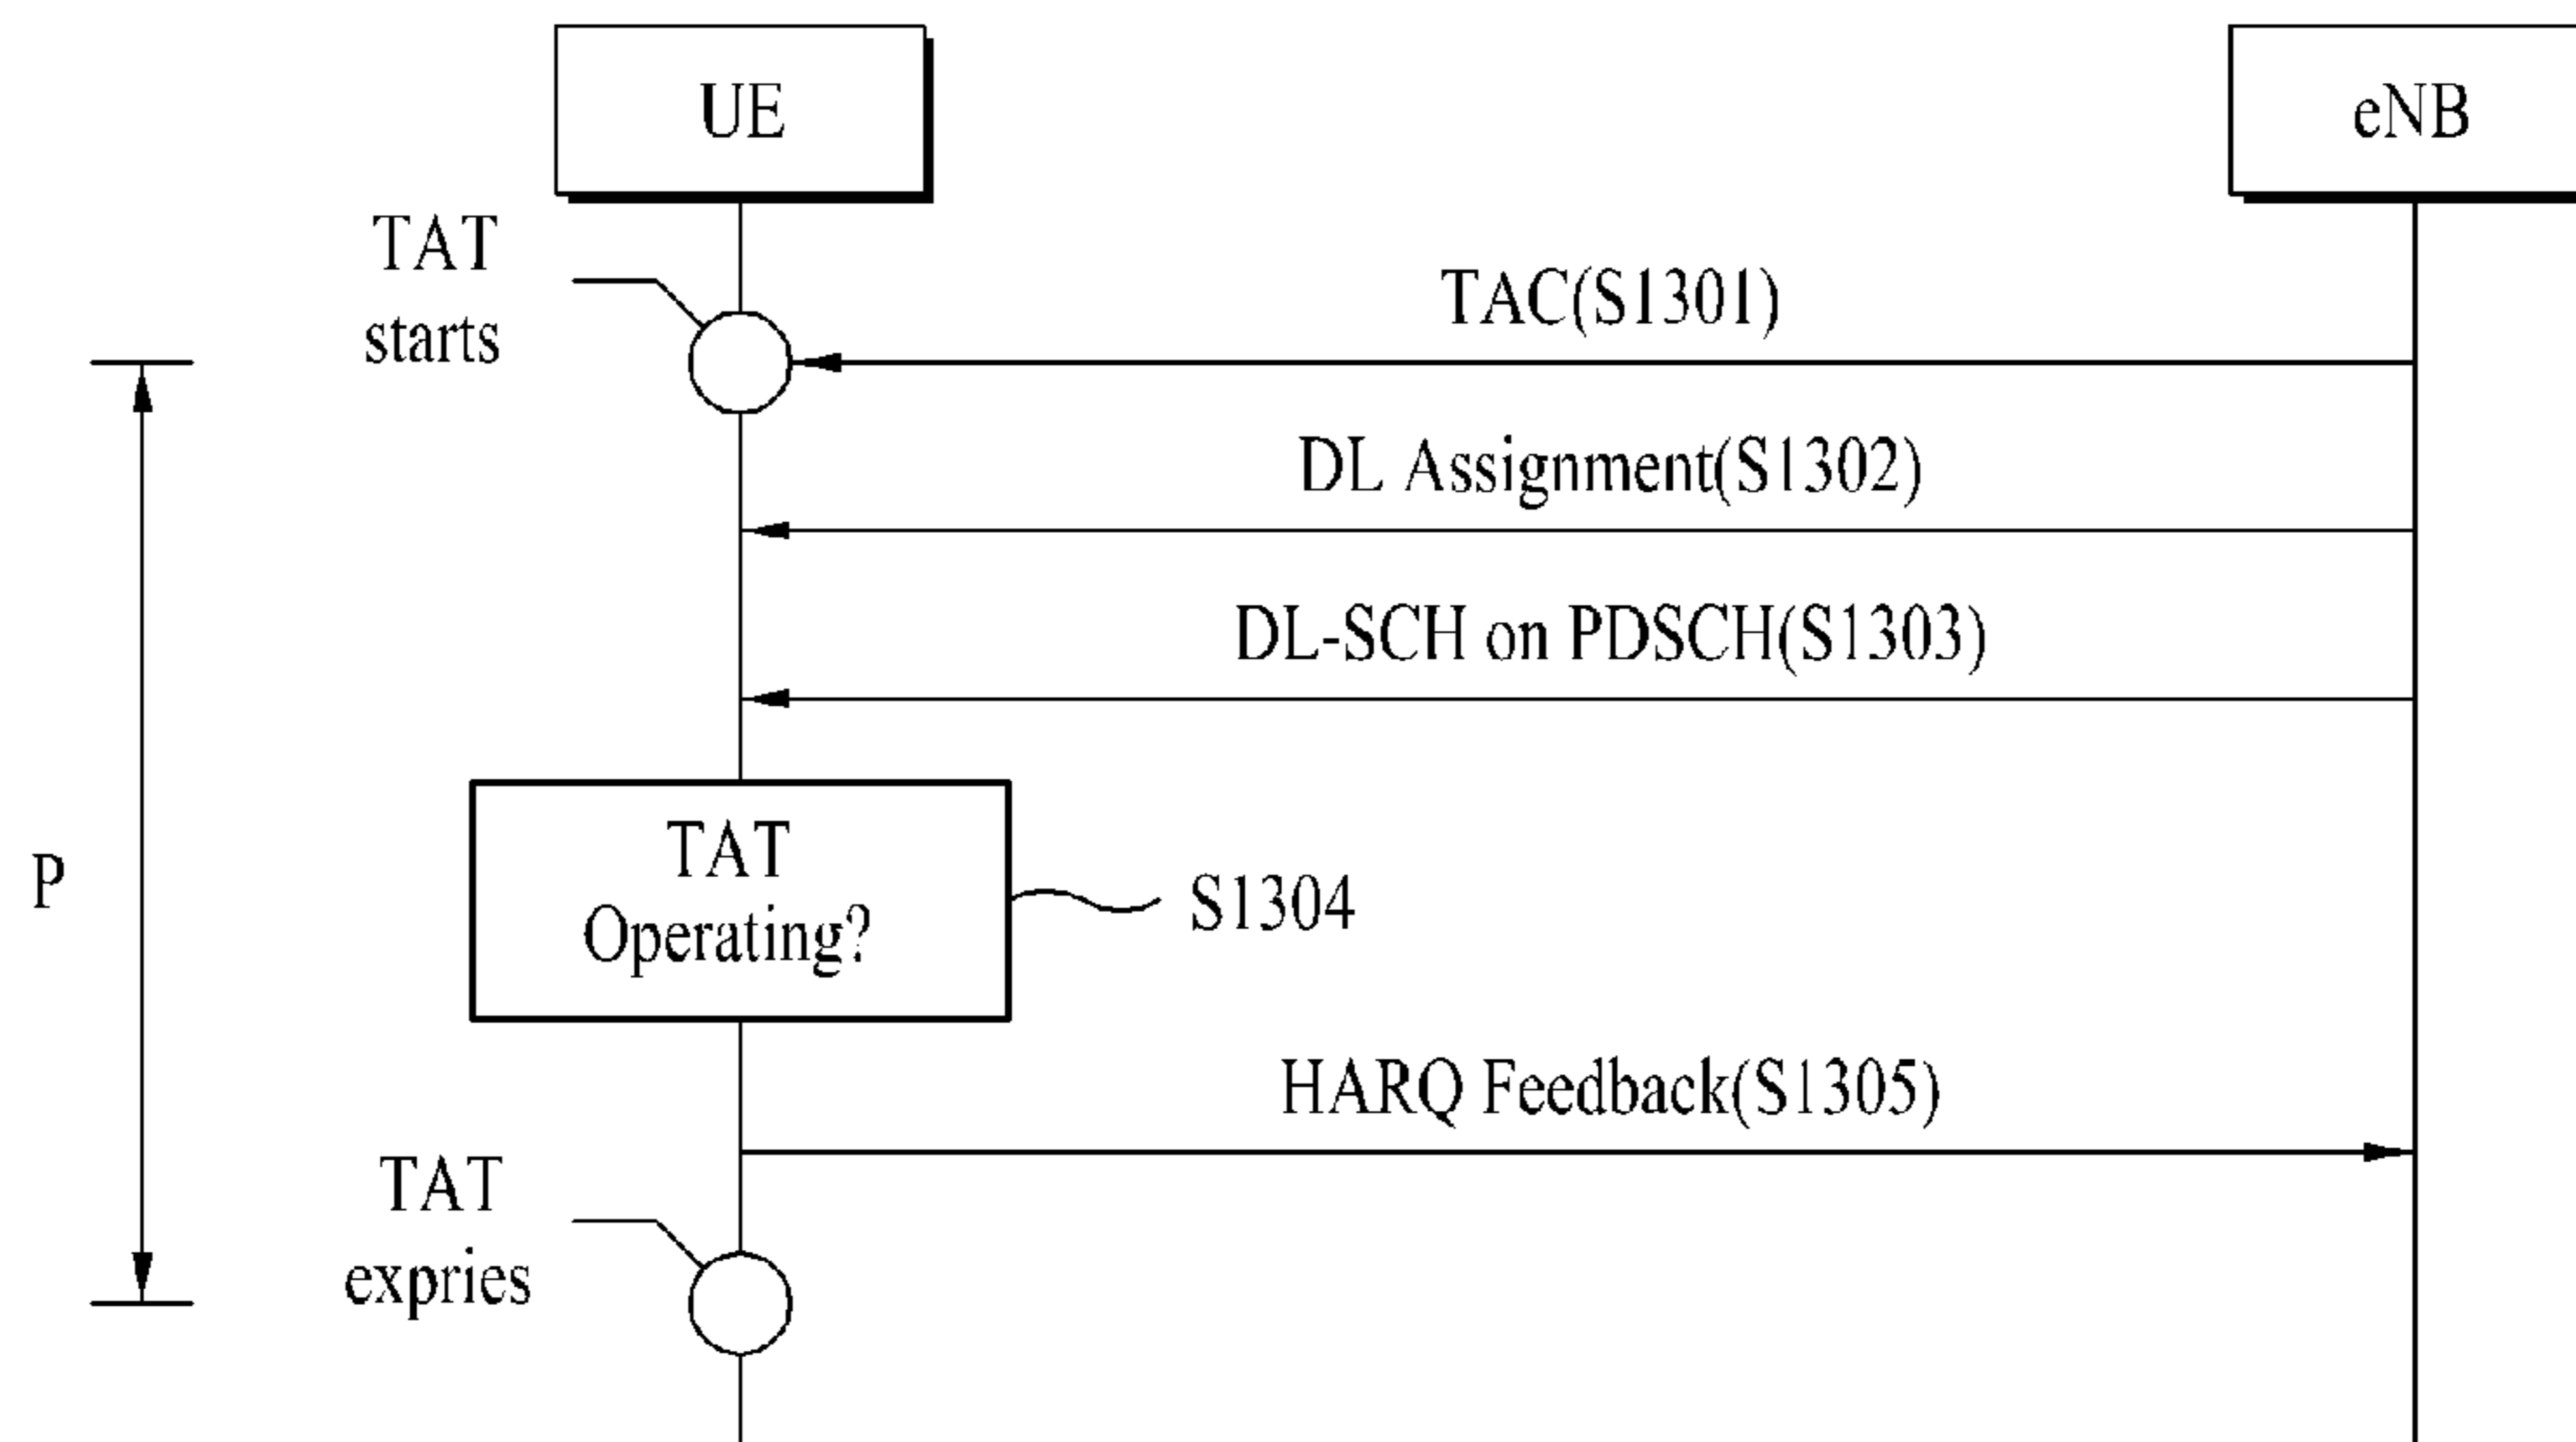 UE
eNB
TAT
starts
TAC(S1301)
DL Assignment(S1302)
DL-SCH on PDSCH(S1303)
TAT
Operating?
S1304
P
HARQ Feedback(S1305)
TAT
expries